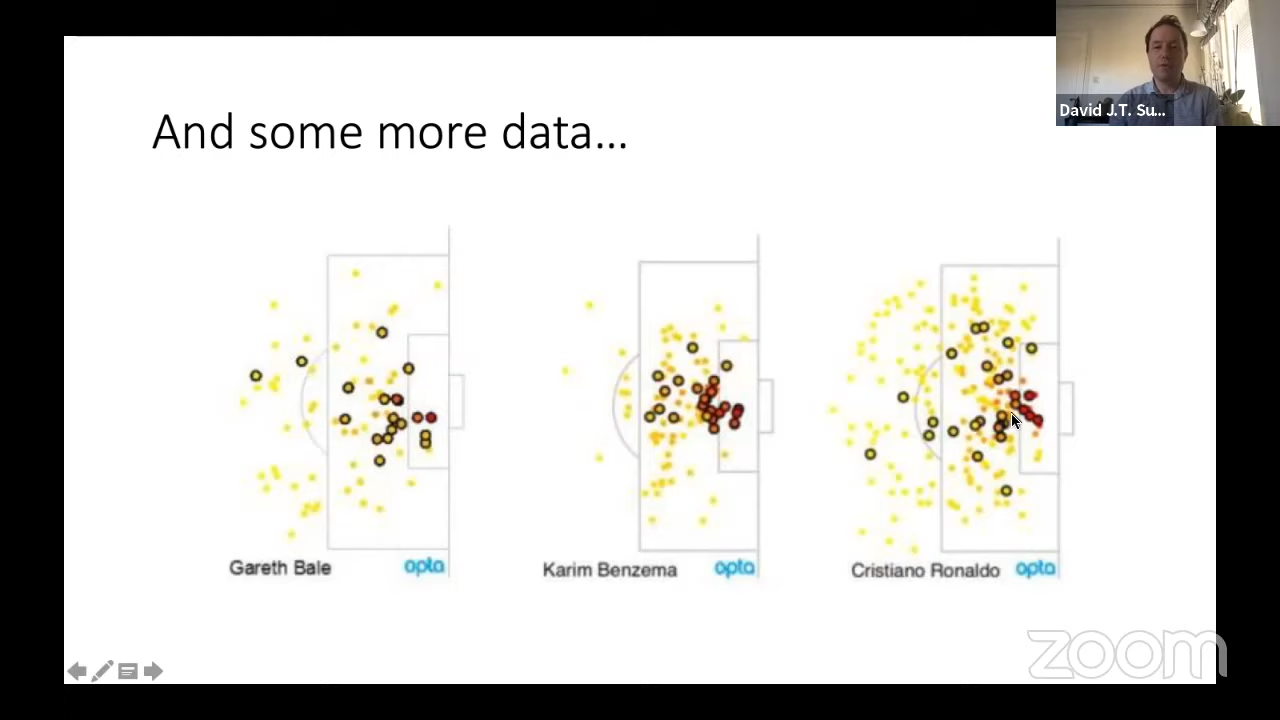 David J.T. Su...
And some more data...
Gareth Bale
opta
Karim Benzema
opta
Cristiano Ronaldo
opta
zoom